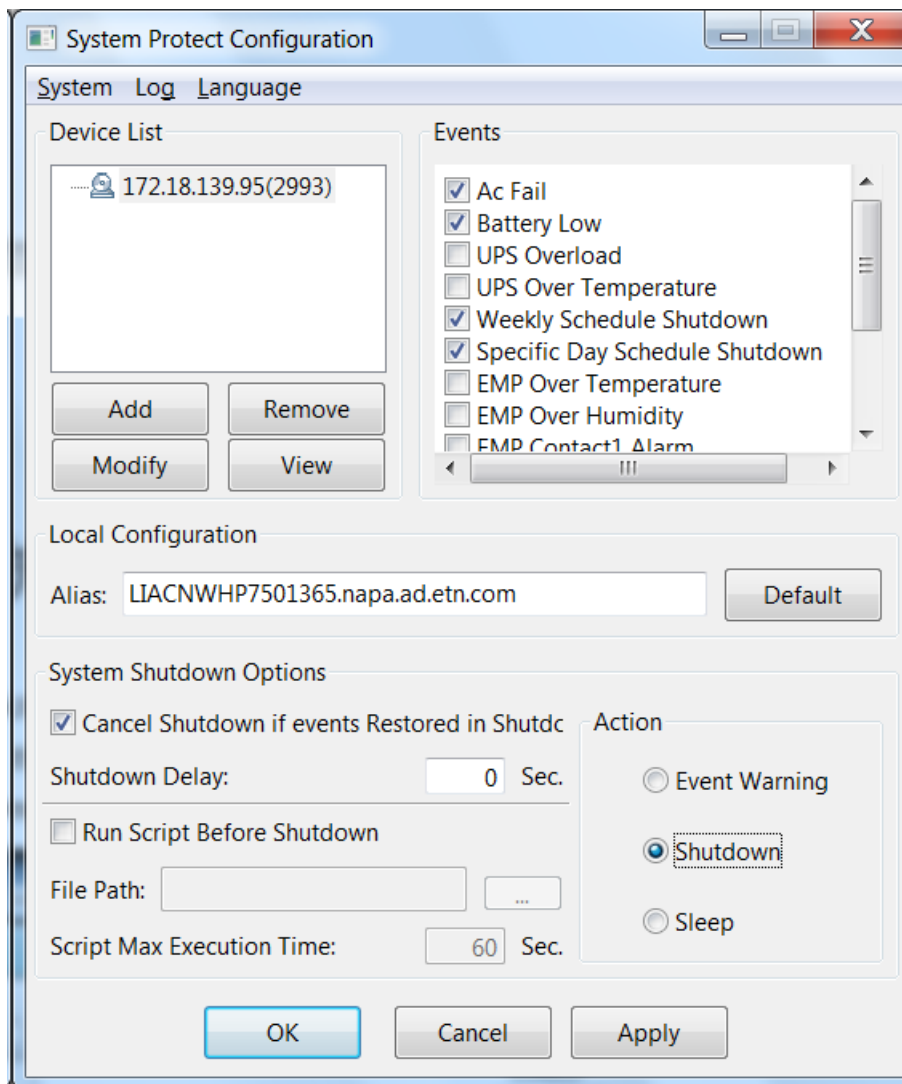 System Protect Configuration
X
System Log Language
Device List
172.18.139.95(2993)
Add Remove
Modify View
Events
Ac Fail
Battery Low
UPS Overload
UPS Over Temperature
Weekly Schedule Shutdown
Specific Day Schedule Shutdown
EMP Over Temperature
EMP Over Humidity
EMP Contact1 Alarm
Local Configuration
Alias: LIACNWHP7501365.napa.ad.etn.com Default
System Shutdown Options
Cancel Shutdown if events Restored in Shutdc
Shutdown Delay: 0 Sec.
Run Script Before Shutdown
File Path: ...
Script Max Execution Time: 60 Sec.
Action
Event Warning
Shutdown
Sleep
OK Cancel Apply